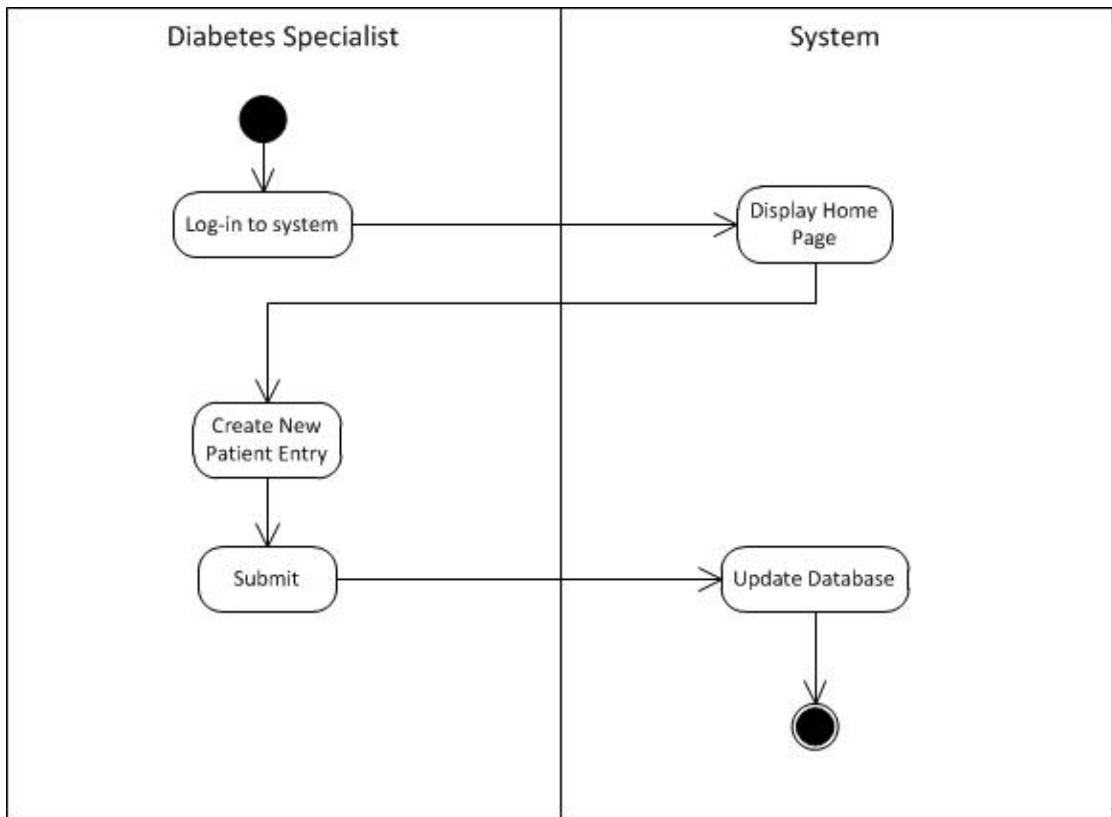 Diabetes Specialist
System
Log-in to system
Display Home
Page
Create New
Patient Entry
Submit
Update Database